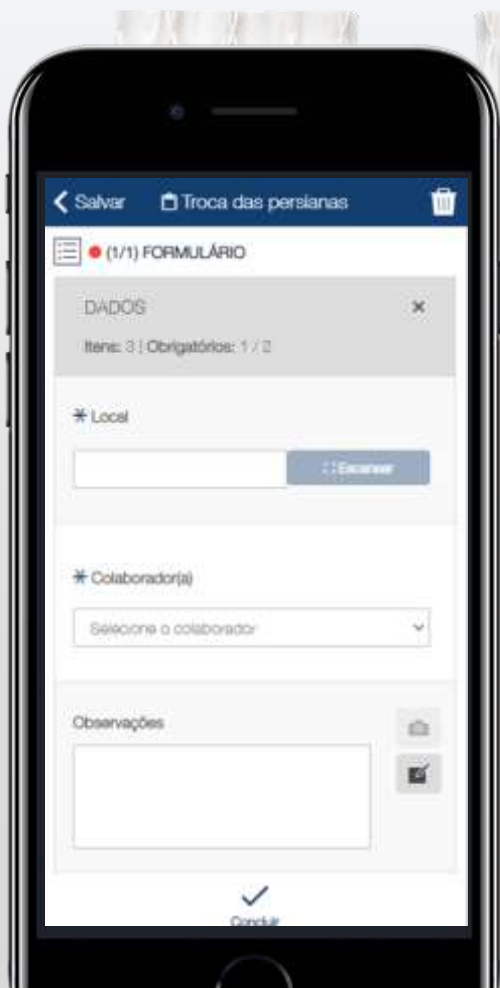 Salvar Troca das persianas
(1/1) FORMULÁRIO
DADOS
Itens: 3 | Obrigatórios: 1 / 2
* Local
Escanear
* Colaborador(a)
Selecione o colaborador
Observações
Concluir